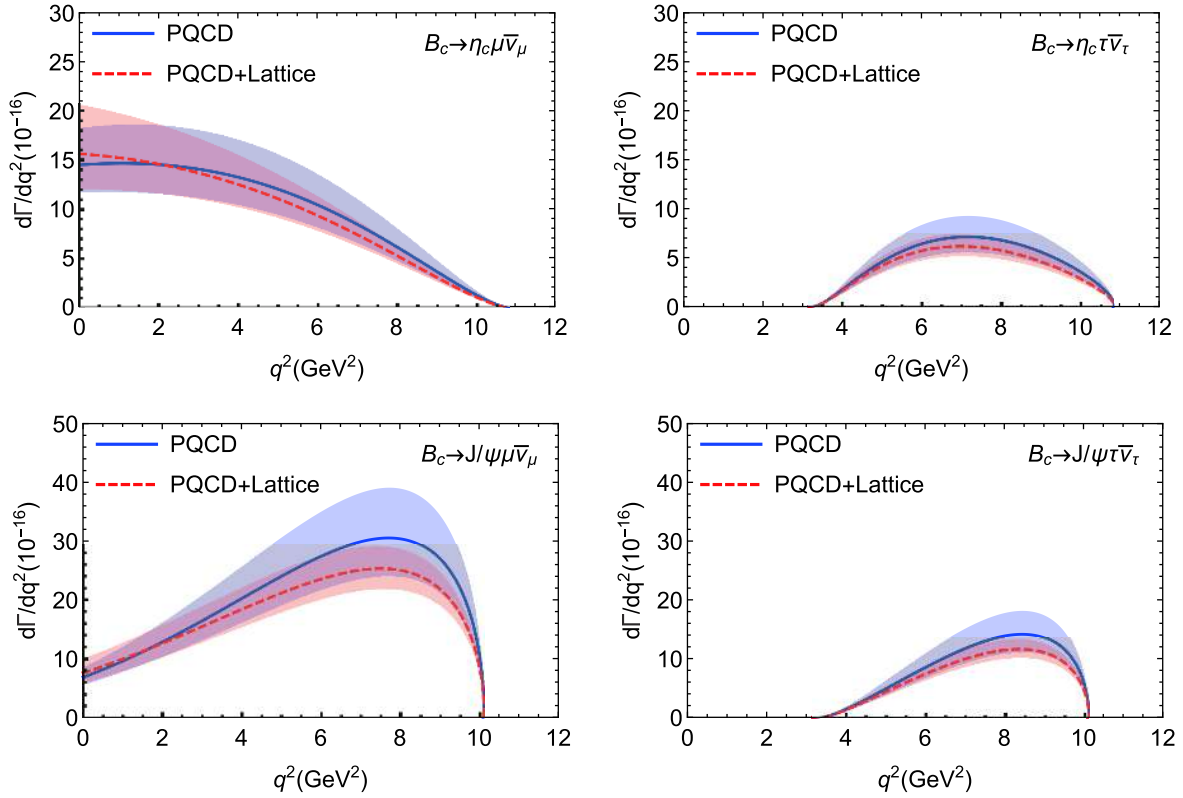 PQCD
PQCD+Lattice
B_c→η_cμν̅_μ
dΓ/dq²(10⁻¹⁶)
30
25
20
15
10
5
0
0 2 4 6 8 10 12
q²(GeV²)
PQCD
PQCD+Lattice
B_c→η_cτν̅_τ
dΓ/dq²(10⁻¹⁶)
30
25
20
15
10
5
0
0 2 4 6 8 10 12
q²(GeV²)
PQCD
PQCD+Lattice
B_c→J/ψμν̅_μ
dΓ/dq²(10⁻¹⁶)
50
40
30
20
10
0
0 2 4 6 8 10 12
q²(GeV²)
PQCD
PQCD+Lattice
B_c→J/ψτν̅_τ
dΓ/dq²(10⁻¹⁶)
50
40
30
20
10
0
0 2 4 6 8 10 12
q²(GeV²)